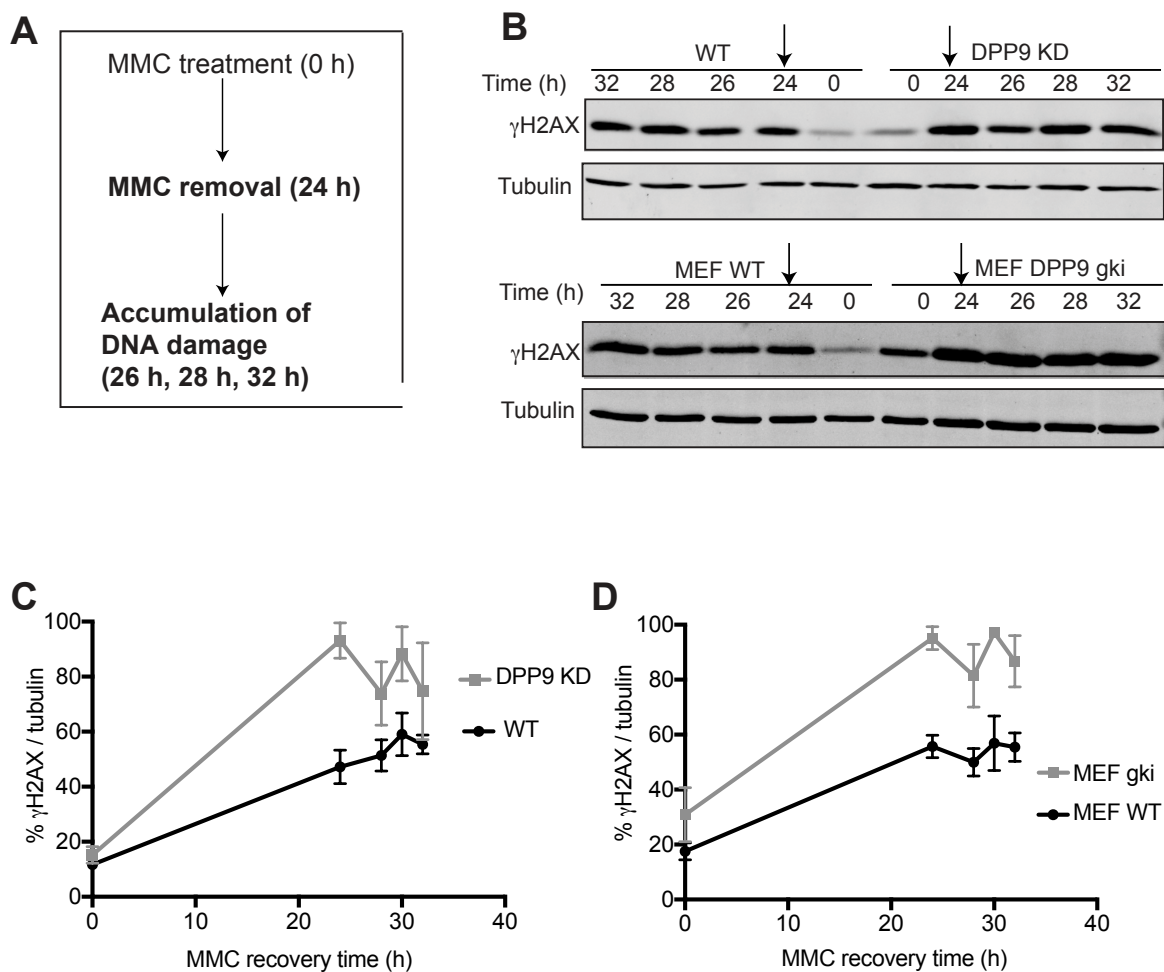 A
MMC treatment (0 h)
MMC removal (24 h)
Accumulation of
DNA damage
(26 h, 28 h, 32 h)
B
WT DPP9 KD
Time (h) 32 28 26 24 0 0 24 26 28 32
γH2AX
Tubulin
MEF WT MEF DPP9 gki
Time (h) 32 28 26 24 0 0 24 26 28 32
γH2AX
Tubulin
C
% γH2AX / tubulin
100
80
60
40
20
0
0 10 20 30 40
MMC recovery time (h)
DPP9 KD
WT
D
% γH2AX / tubulin
100
80
60
40
20
0
0 10 20 30 40
MMC recovery time (h)
MEF gki
MEF WT